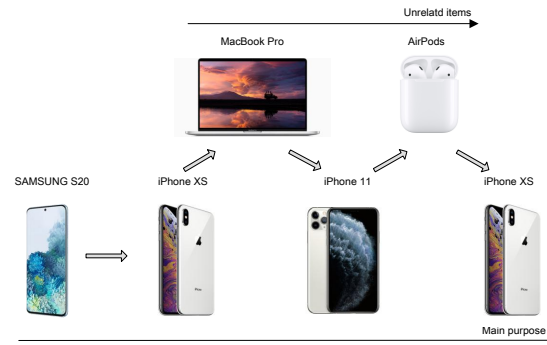 Unrelatd items
MacBook Pro
AirPods
SAMSUNG S20
iPhone XS
iPhone 11
iPhone XS
Main purpose